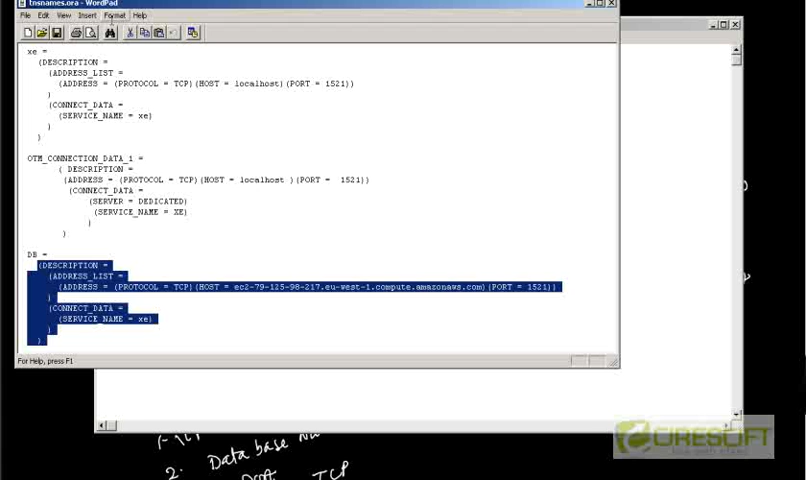 tnsnames.ora - WordPad
File Edit View Insert Format Help
xe =
(DESCRIPTION =
(ADDRESS_LIST =
(ADDRESS = (PROTOCOL = TCP)(HOST = localhost)(PORT = 1521))
)
(CONNECT_DATA =
(SERVICE_NAME = xe)
)
)
OTM_CONNECTION_DATA_1 =
( DESCRIPTION =
(ADDRESS = (PROTOCOL = TCP)(HOST = localhost )(PORT =  1521))
(CONNECT_DATA =
(SERVER = DEDICATED)
(SERVICE_NAME = XE)
)
)
DB =
(DESCRIPTION =
(ADDRESS_LIST =
(ADDRESS = (PROTOCOL = TCP)(HOST = ec2-79-125-98-217.eu-west-1.compute.amazonaws.com)(PORT = 1521))
)
(CONNECT_DATA =
(SERVICE_NAME = xe)
)
)
For Help, press F1
2. Data base
TCP
CIRESOFT